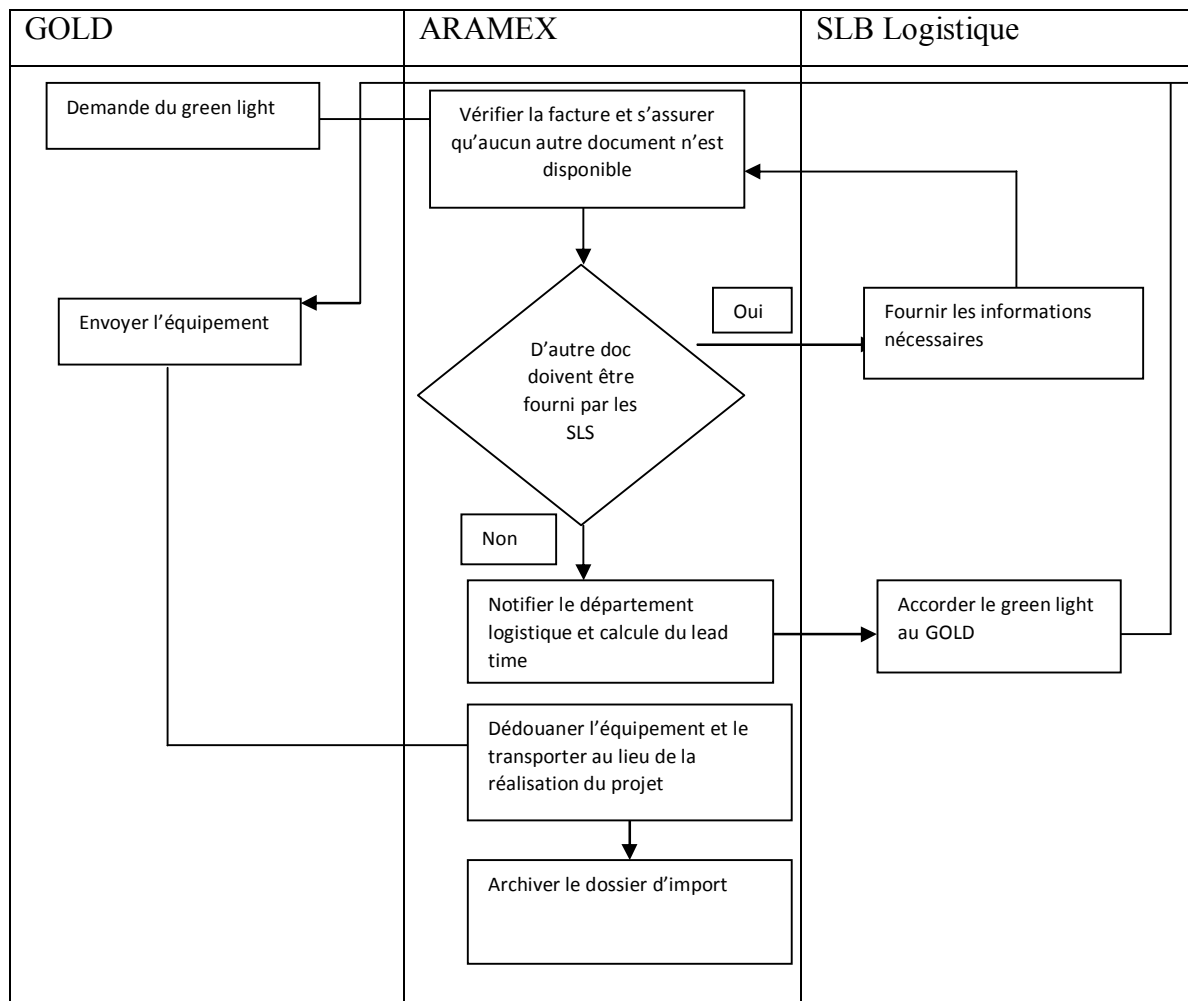 GOLD
ARAMEX
SLB Logistique
Demande du green light
Vérifier la facture et s’assurer
qu’aucun autre document n’est
disponible
Envoyer l’équipement
Oui
Fournir les informations
nécessaires
D’autre doc
doivent être
fourni par les
SLS
Non
Notifier le département
logistique et calcule du lead
time
Accorder le green light
au GOLD
Dédouaner l’équipement et le
transporter au lieu de la
réalisation du projet
Archiver le dossier d’import